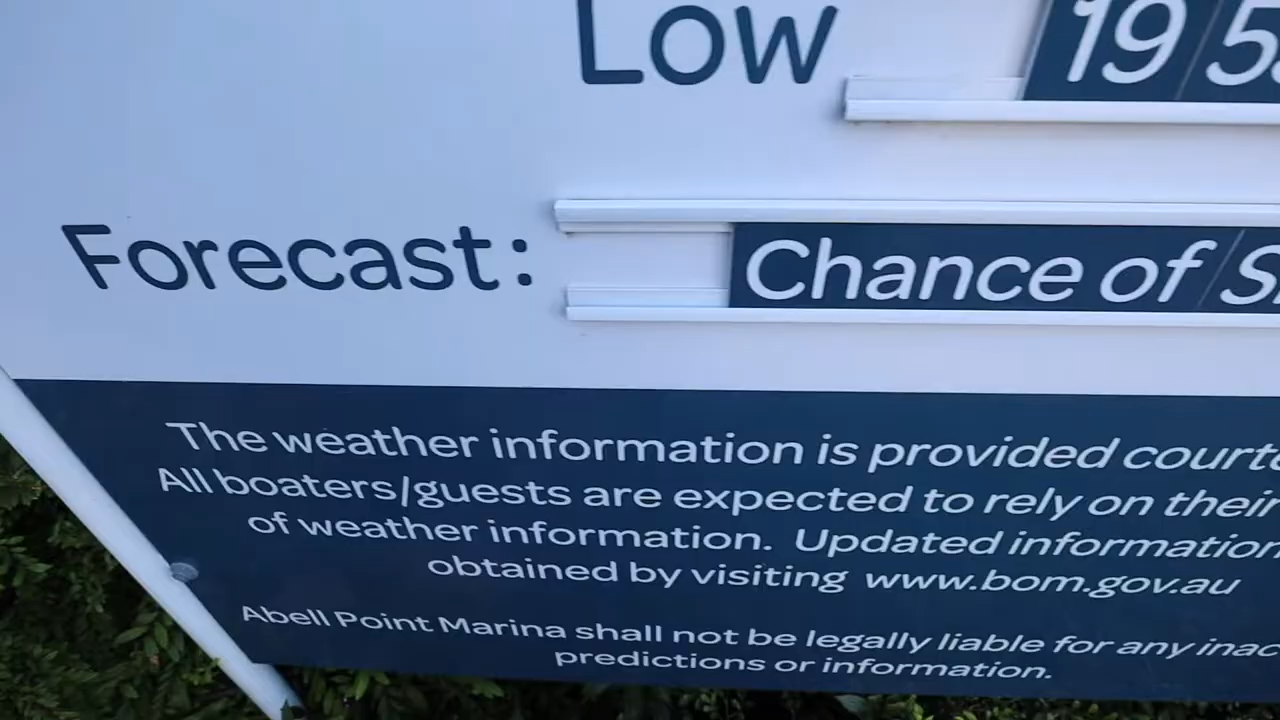 Low 19
Forecast: Chance of
The weather information is provided
All boaters/guests are expected to rely on their
of weather information. Updated information
obtained by visiting www.bom.gov.au
Abell Point Marina shall not be legally liable for any
predictions or information.